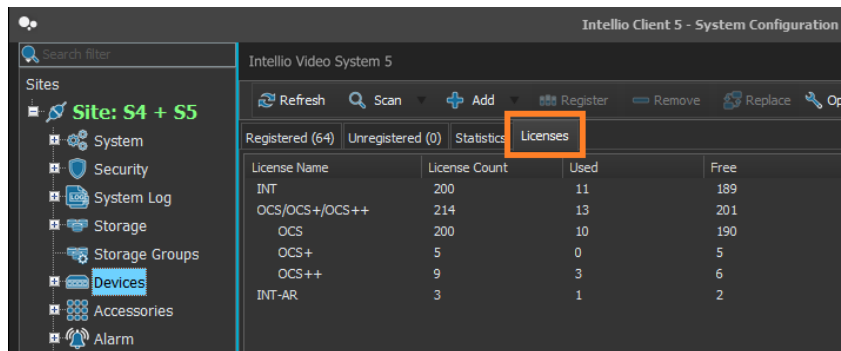 Intellio Client 5 - System Configuration
Search filter
Intellio Video System 5
Sites
Refresh Scan Add Register Remove Replace
Site: S4 + S5
Registered (64) Unregistered (0) Statistics Licenses
System
License Name License Count Used Free
Security
INT 200 11 189
System Log
OCS/OCS+/OCS++ 214 13 201
Storage
OCS 200 10 190
Storage Groups
OCS+ 5 0 5
Devices
OCS++ 9 3 6
INT-AR 3 1 2
Accessories
Alarm